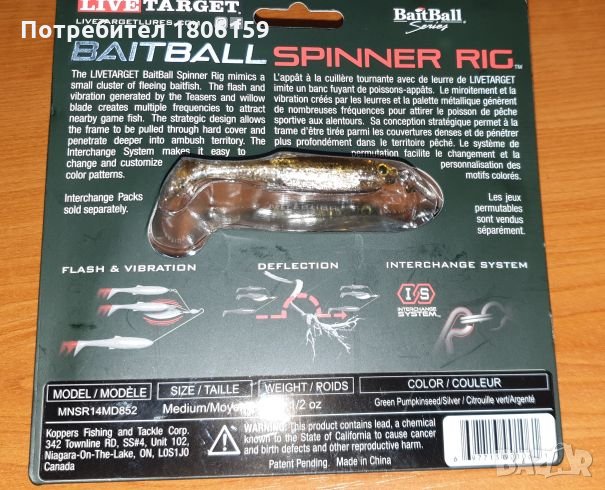 Потребител 1806159
LIVETARGET
LIVETARGETLURES.COM
BaitBall
Series
BAITBALL SPINNER RIG™
The LIVETARGET BaitBall Spinner Rig mimics a
small cluster of fleeing baitfish. The flash and
vibration generated by the Teasers and willow
blade creates multiple frequencies to attract
nearby game fish. The strategic design allows
the frame to be pulled through hard cover and
penetrate deeper into ambush territory. The
Interchange System makes it easy to
change and customize
color patterns.
Interchange Packs
sold separately.
L'appât à la cuillère tournante avec de leurre de LIVETARGET
imite un banc fuyant de poissons-appâts. Le miroitement et la
vibration créés par les leurres et la palette métallique génèrent
de nombreuses fréquences pour attirer le poisson de pêche
sportive aux alentours. Sa conception stratégique permet à la
trame d'être tirée parmi les couvertures denses et de pénétrer
plus profondément dans le territoire pêché. Le système de
permutation facilite le changement et la
personnalisation des
motifs colorés.
Les jeux
permutables
sont vendus
séparément.
FLASH & VIBRATION
DEFLECTION
INTERCHANGE SYSTEM
I/S
INTERCHANGE
SYSTEM
MODEL / MODÈLE
MNSR14MD852
SIZE / TAILLE
Medium/Moyen
WEIGHT / POIDS
1/2 oz
COLOR / COULEUR
Green Pumpkinseed/Silver / Citrouille vert/Argenté
Koppers Fishing and Tackle Corp.
342 Townline RD, SS#4, Unit 102,
Niagara-On-The-Lake, ON, L0S1J0
Canada
WARNING: This product contains lead, a chemical
known to the State of California to cause cancer
and birth defects and other reproductive harm.
Patent Pending. Made in China